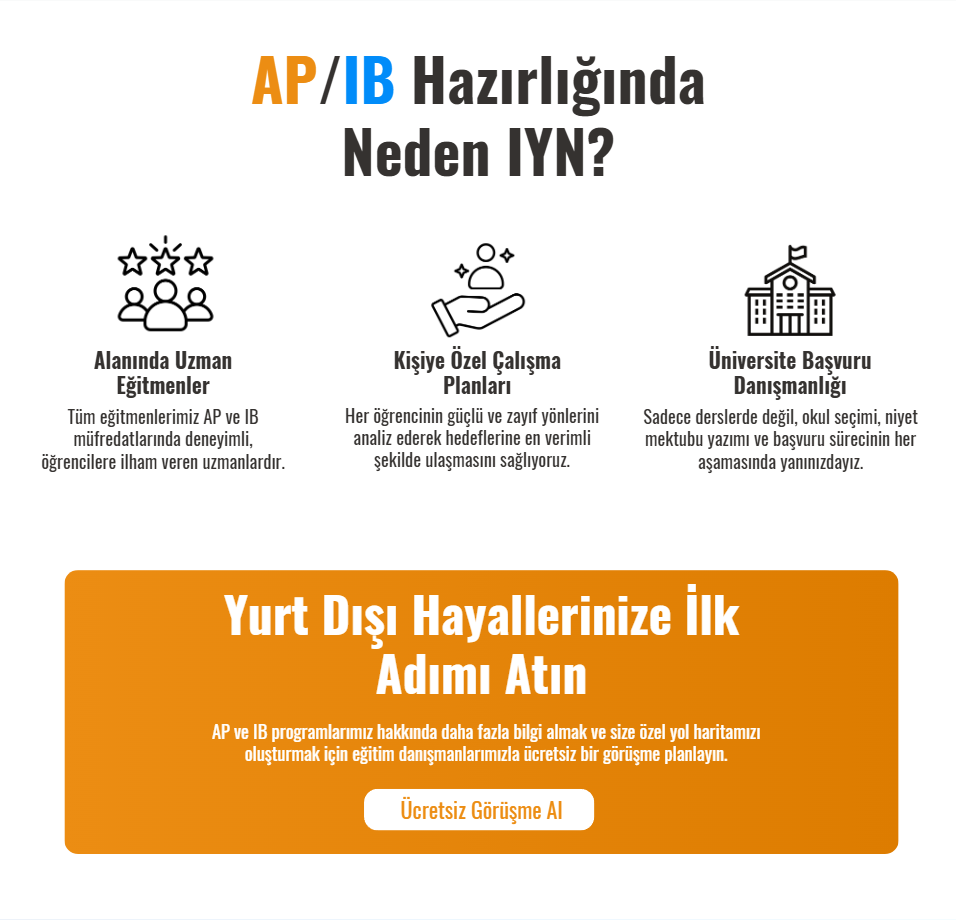 AP/IB Hazırlığında
Neden IYN?
Alanında Uzman
Eğitmenler
Tüm eğitmenlerimiz AP ve IB
müfredatlarında deneyimli,
öğrencilere ilham veren uzmanlardır.
Kişiye Özel Çalışma
Planları
Her öğrencinin güçlü ve zayıf yönlerini
analiz ederek hedeflerine en verimli
şekilde ulaşmasını sağlıyoruz.
Üniversite Başvuru
Danışmanlığı
Sadece derslerde değil, okul seçimi, niyet
mektubu yazımı ve başvuru sürecinin her
aşamasında yanınızdayız.
Yurt Dışı Hayallerinize İlk
Adımı Atın
AP ve IB programlarımız hakkında daha fazla bilgi almak ve size özel yol haritamızı
oluşturmak için eğitim danışmanlarımızla ücretsiz bir görüşme planlayın.
Ücretsiz Görüşme Al